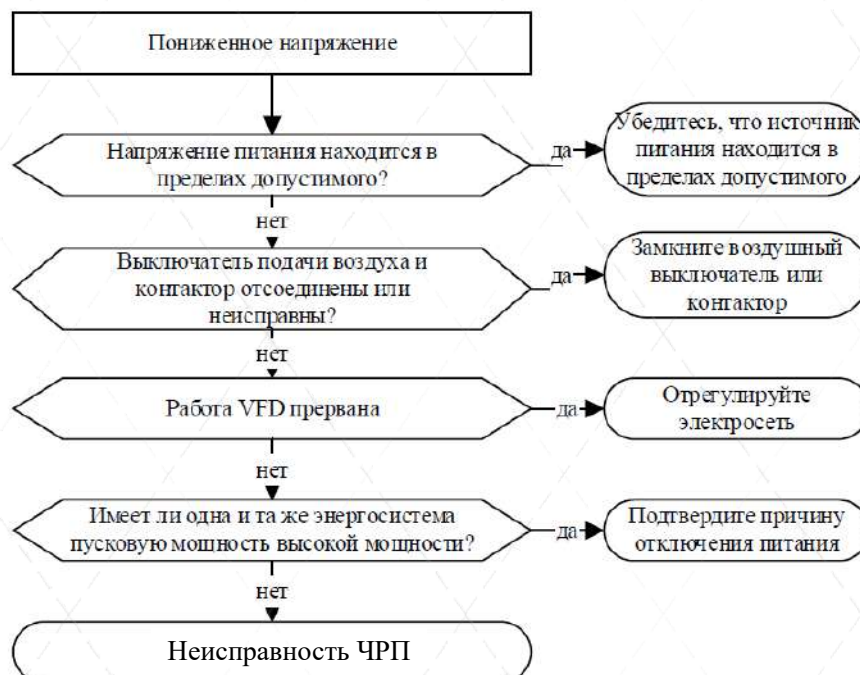 Пониженное напряжение
Напряжение питания находится в
пределах допустимого?
да
Убедитесь, что источник
питания находится в
пределах допустимого
нет
Выключатель подачи воздуха и
контактор отсоединены или
неисправны?
да
Замкните воздушный
выключатель или
контактор
нет
Работа VFD прервана
да
Отрегулируйте
электросеть
нет
Имеет ли одна и та же энергосистема
пусковую мощность высокой мощности?
да
Подтвердите причину
отключения питания
нет
Неисправность ЧРП